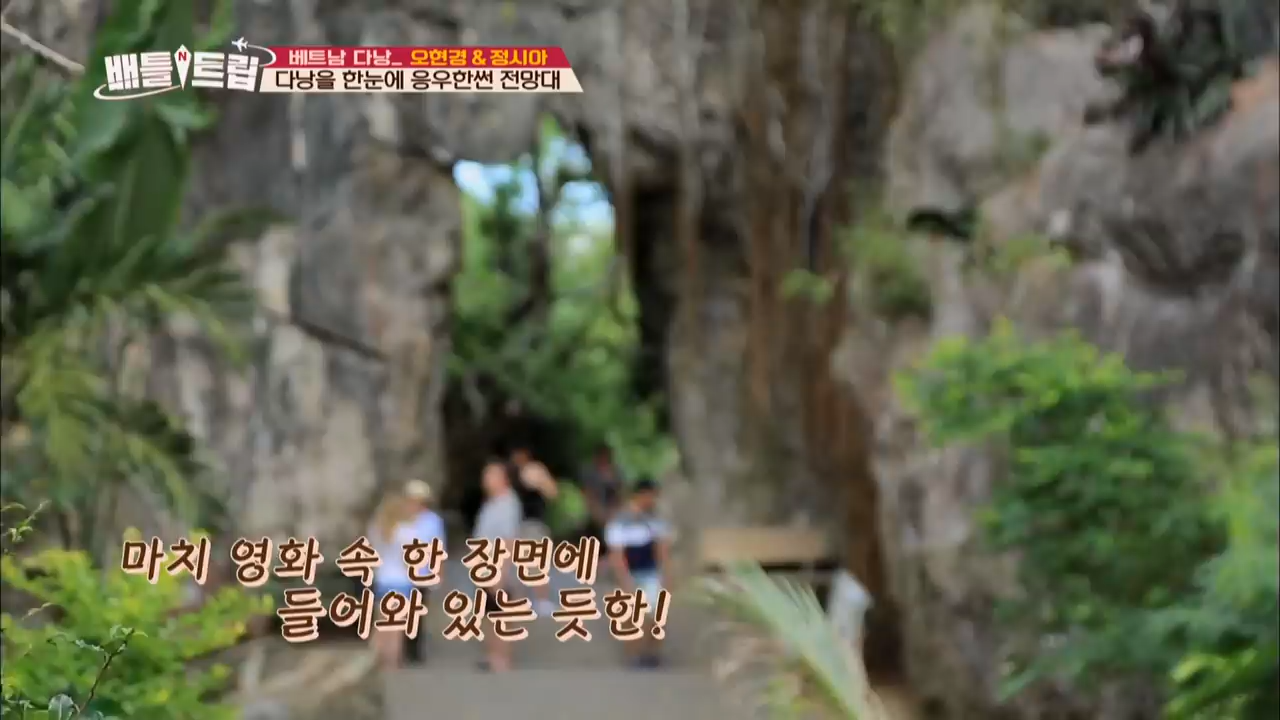 배틀트립
베트남 다낭_ 오현경 & 정시아
다낭을 한눈에 응우한썬 전망대
마치 영화 속 한 장면에
들어와 있는 듯한!